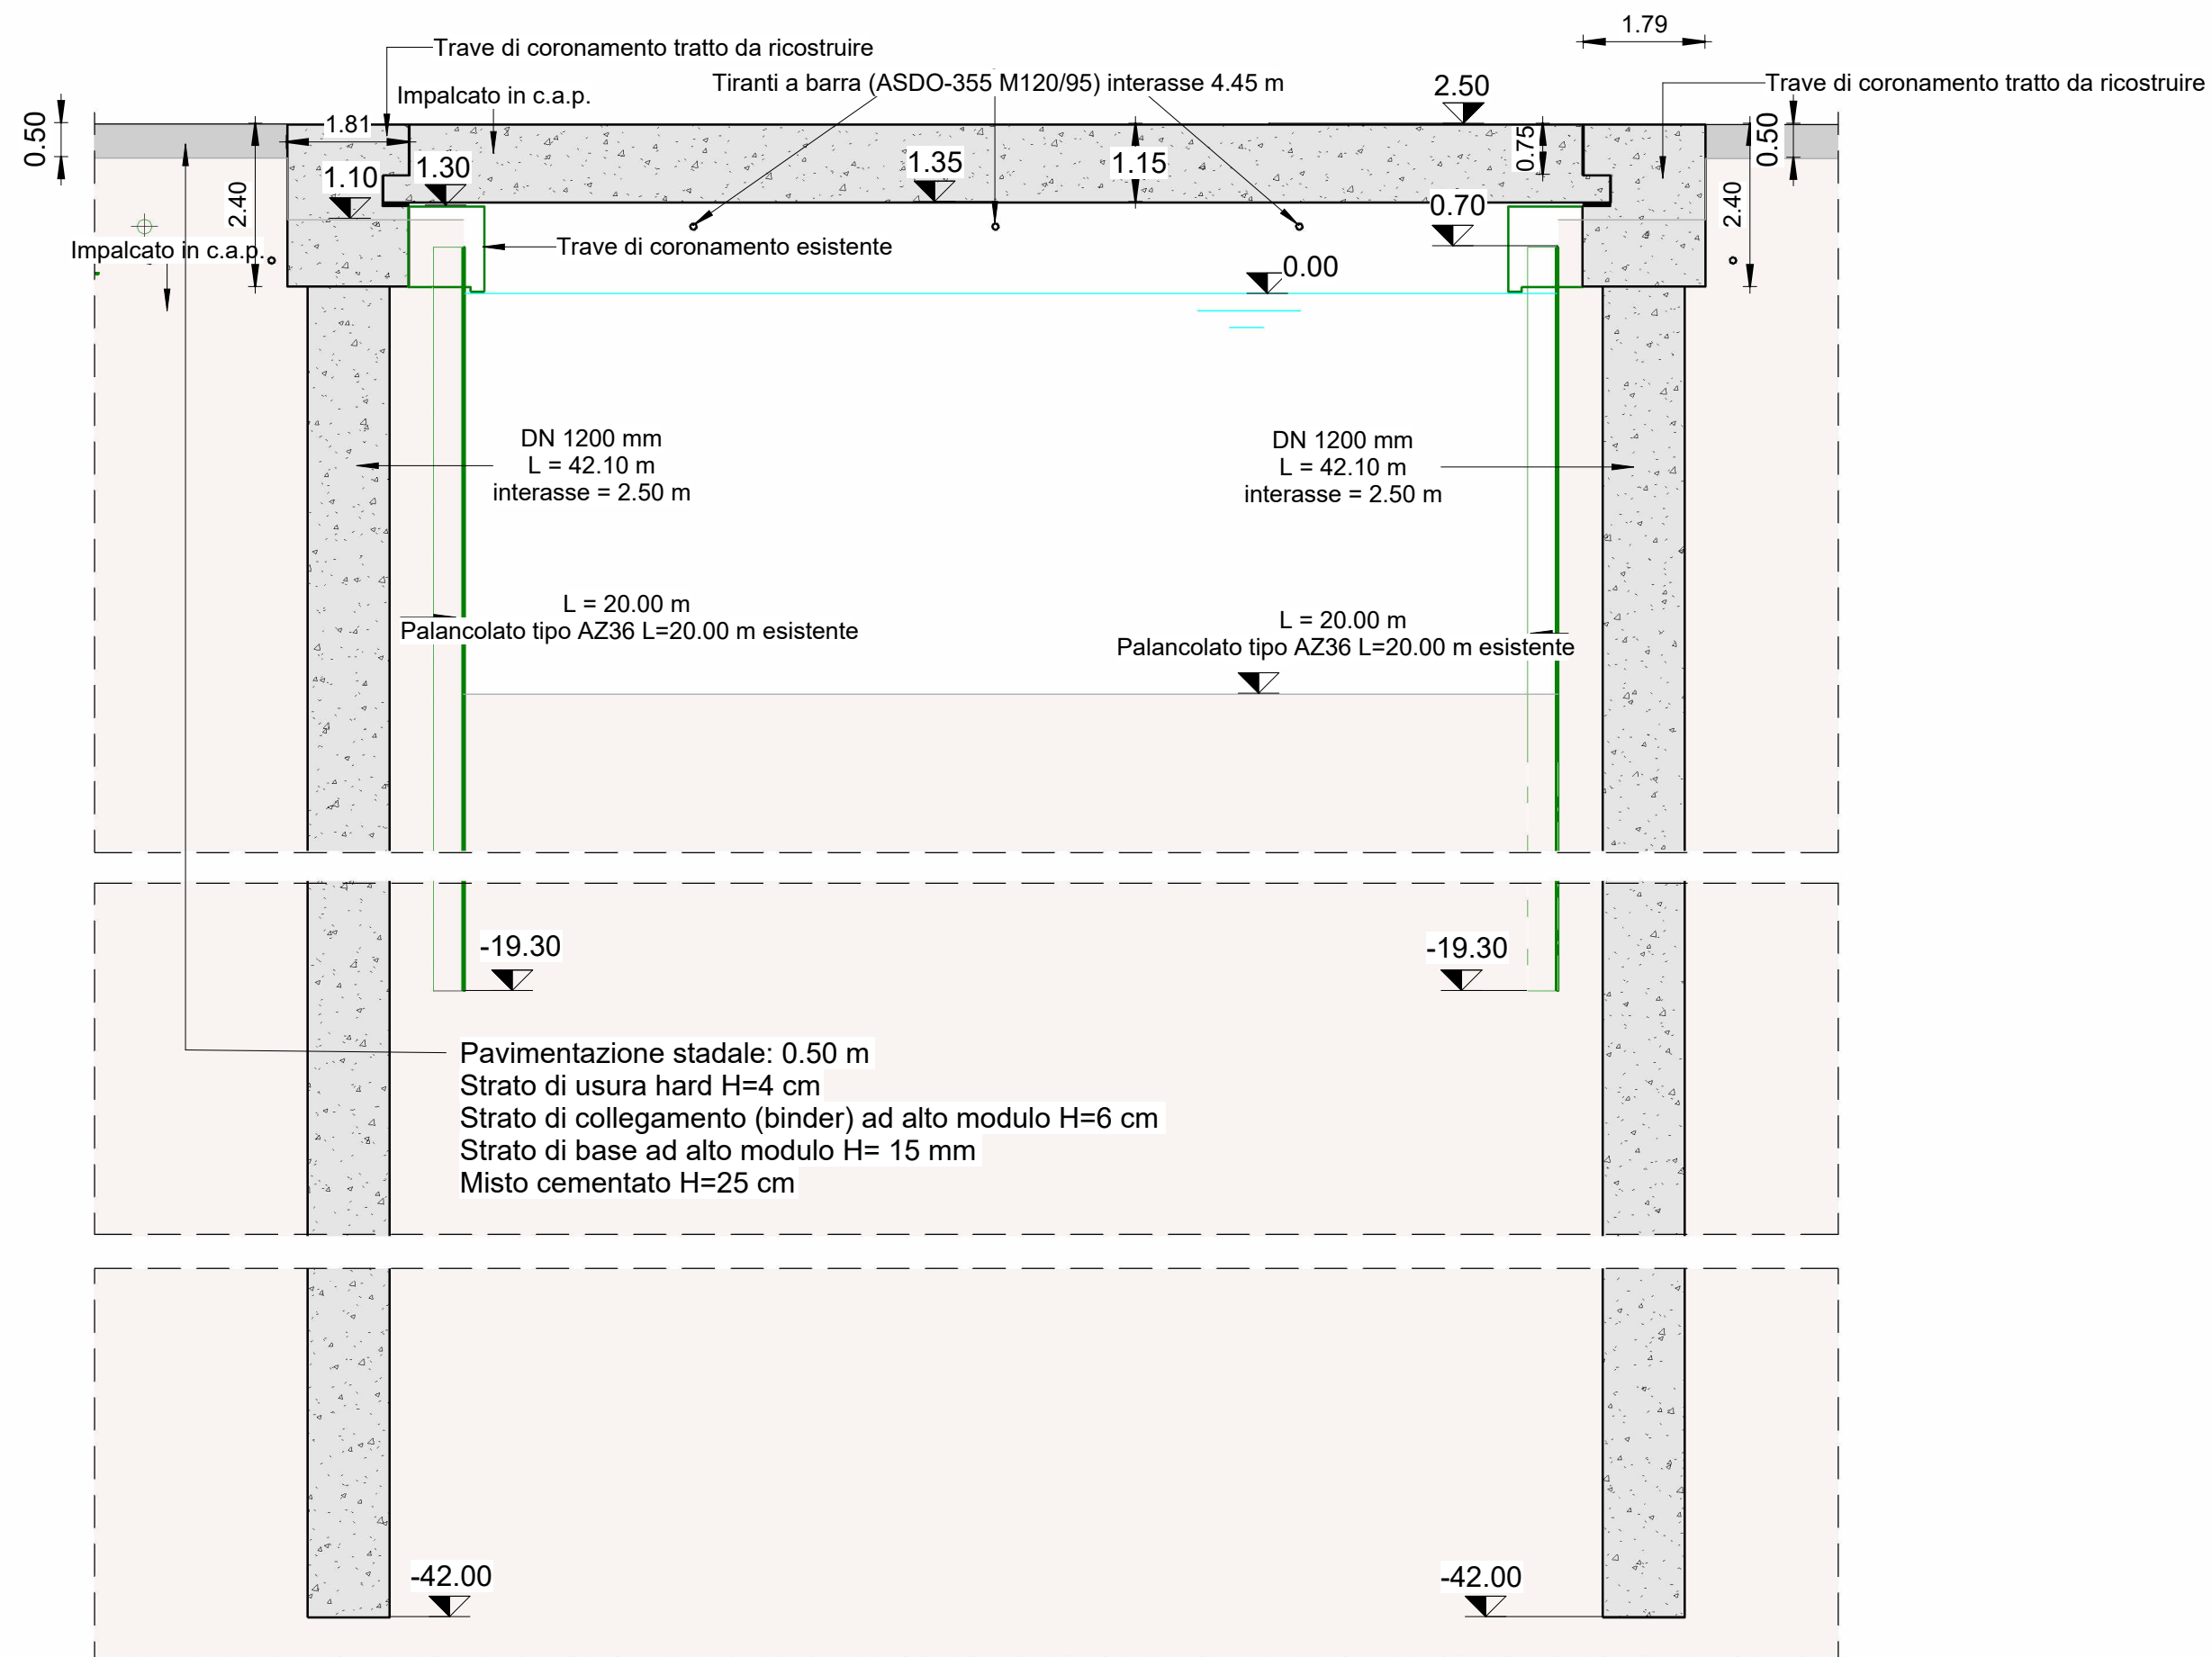 1.79
Trave di coronamento tratto da ricostruire
Tiranti a barra (ASDO-355 M120/95) interasse 4.45 m
2.50
Trave di coronamento tratto da ricostruire
Impalcato in c.a.p.
0.50
1.81
1.10
1.30
1.35
1.15
0.75
0.50
2.40
0.70
2.40
Impalcato in c.a.p.
Trave di coronamento esistente
0.00
DN 1200 mm
L = 42.10 m
interasse = 2.50 m
DN 1200 mm
L = 42.10 m
interasse = 2.50 m
L = 20.00 m
Palancolato tipo AZ36 L=20.00 m esistente
L = 20.00 m
Palancolato tipo AZ36 L=20.00 m esistente
-19.30
-19.30
Pavimentazione stadale: 0.50 m
Strato di usura hard H=4 cm
Strato di collegamento (binder) ad alto modulo H=6 cm
Strato di base ad alto modulo H= 15 mm
Misto cementato H=25 cm
-42.00
-42.00